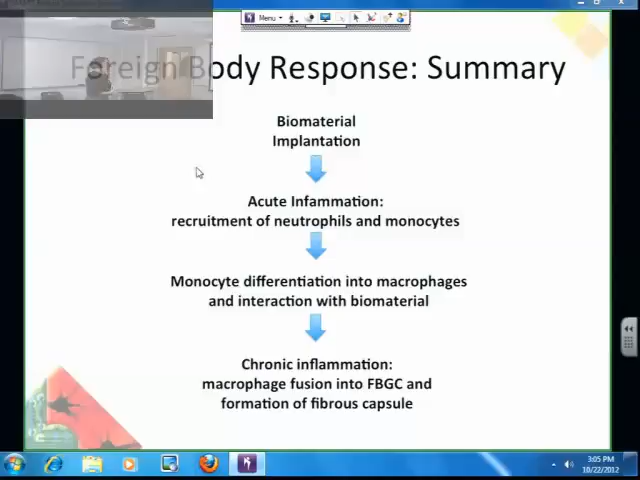 Menu
Foreign Body Response: Summary
Biomaterial
Implantation
Acute Infammation:
recruitment of neutrophils and monocytes
Monocyte differentiation into macrophages
and interaction with biomaterial
Chronic inflammation:
macrophage fusion into FBGC and
formation of fibrous capsule
3:05 PM
10/22/2012